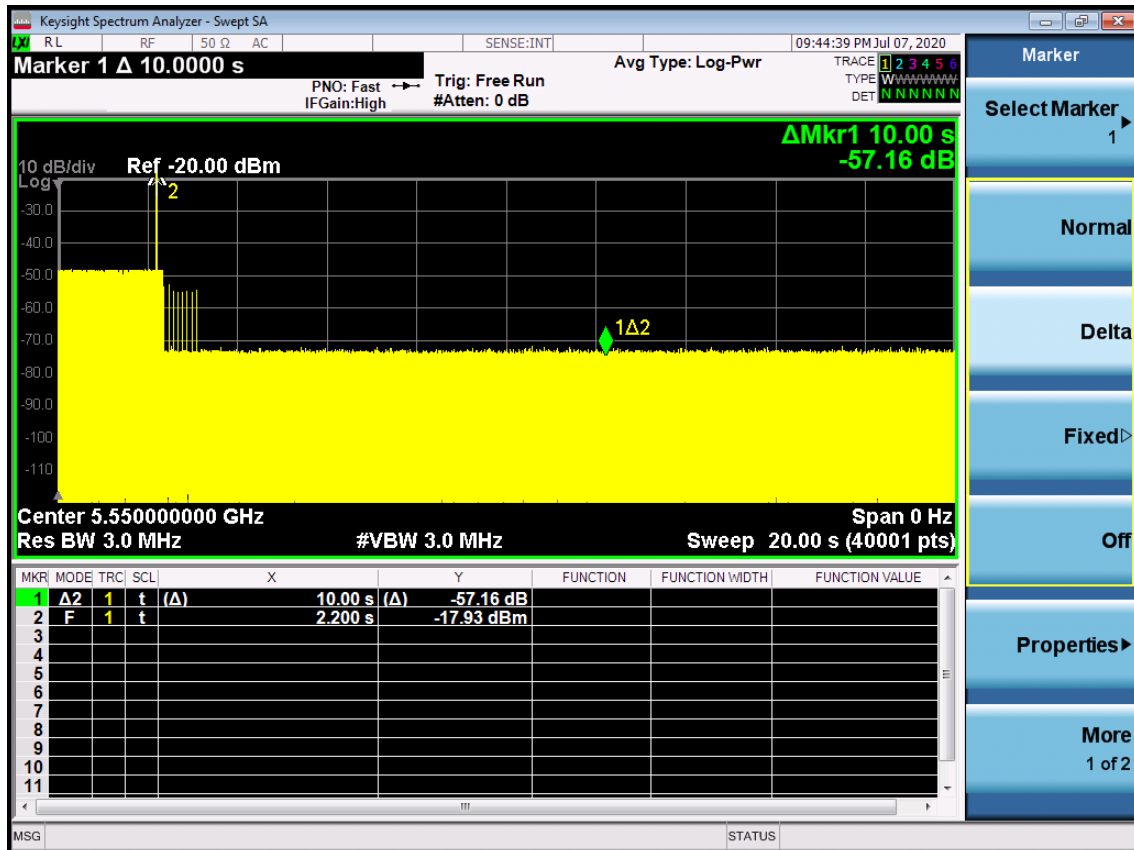 Keysight Spectrum Analyzer - Swept SA
LXI RL RF 50 Ω AC SENSE:INT 09:44:39 PM Jul 07, 2020
Marker 1 Δ 10.0000 s
PNO: Fast
IFGain:High
Trig: Free Run
#Atten: 0 dB
Avg Type: Log-Pwr
TRACE 1 2 3 4 5 6
TYPE WWWWWW
DET N N N N N N
ΔMkr1 10.00 s
-57.16 dB
10 dB/div
Log
Ref -20.00 dBm
2
-30.0
-40.0
-50.0
-60.0
1Δ2
-70.0
-80.0
-90.0
-100
-110
Center 5.550000000 GHz Span 0 Hz
Res BW 3.0 MHz #VBW 3.0 MHz Sweep 20.00 s (40001 pts)
MKR MODE TRC SCL X Y FUNCTION FUNCTION WIDTH FUNCTION VALUE
1 Δ2 1 t (Δ) 10.00 s (Δ) -57.16 dB
2 F 1 t 2.200 s -17.93 dBm
3
4
5
6
7
8
9
10
11
MSG STATUS
Marker
Select Marker
1
Normal
Delta
Fixed
Off
Properties
More
1 of 2